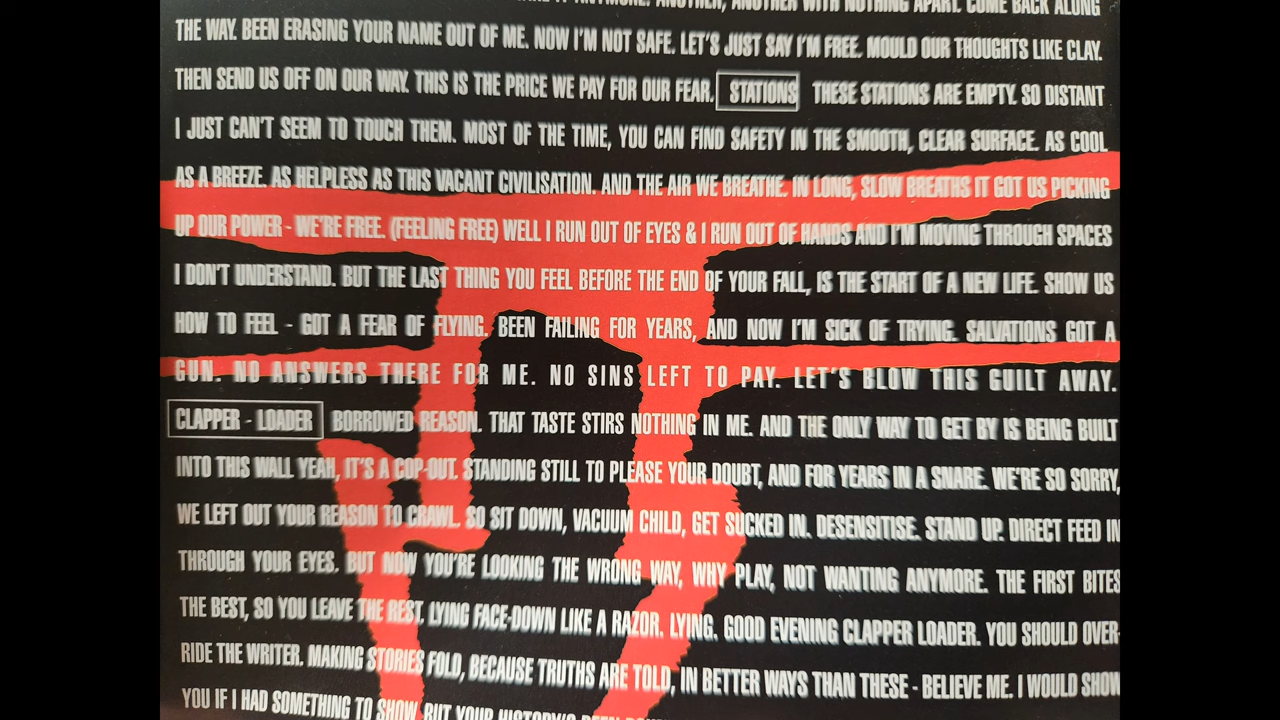 ANYMORE. ANOTHER, ANOTHER WITH NOTHING APART. COME BACK ALONG
THE WAY. BEEN ERASING YOUR NAME OUT OF ME. NOW I'M NOT SAFE. LET'S JUST SAY I'M FREE. MOULD OUR THOUGHTS LIKE CLAY.
THEN SEND US OFF ON OUR WAY. THIS IS THE PRICE WE PAY FOR OUR FEAR. STATIONS THESE STATIONS ARE EMPTY. SO DISTANT
I JUST CAN'T SEEM TO TOUCH THEM. MOST OF THE TIME, YOU CAN FIND SAFETY IN THE SMOOTH, CLEAR SURFACE. AS COOL
AS A BREEZE. AS HELPLESS AS THIS VACANT CIVILISATION. AND THE AIR WE BREATHE. IN LONG, SLOW BREATHS IT GOT US PICKING
UP OUR POWER - WE'RE FREE. (FEELING FREE) WELL I RUN OUT OF EYES & I RUN OUT OF HANDS AND I'M MOVING THROUGH SPACES
I DON'T UNDERSTAND. BUT THE LAST THING YOU FEEL BEFORE THE END OF YOUR FALL, IS THE START OF A NEW LIFE. SHOW US
HOW TO FEEL - GOT A FEAR OF FLYING. BEEN FAILING FOR YEARS, AND NOW I'M SICK OF TRYING. SALVATIONS GOT A
GUN. NO ANSWERS THERE FOR ME. NO SINS LEFT TO PAY. LET'S BLOW THIS GUILT AWAY.
CLAPPER - LOADER BORROWED REASON. THAT TASTE STIRS NOTHING IN ME. AND THE ONLY WAY TO GET BY IS BEING BUILT
INTO THIS WALL YEAH, IT'S A COP-OUT. STANDING STILL TO PLEASE YOUR DOUBT, AND FOR YEARS IN A SNARE. WE'RE SO SORRY,
WE LEFT OUT YOUR REASON TO CRAWL. SO SIT DOWN, VACUUM CHILD, GET SUCKED IN. DESENSITISE. STAND UP. DIRECT FEED IN
THROUGH YOUR EYES. BUT NOW YOU'RE LOOKING THE WRONG WAY, WHY PLAY, NOT WANTING ANYMORE. THE FIRST BITES
THE BEST, SO YOU LEAVE THE REST. LYING FACE-DOWN LIKE A RAZOR. LYING. GOOD EVENING CLAPPER LOADER. YOU SHOULD OVER-
RIDE THE WRITER. MAKING STORIES FOLD, BECAUSE TRUTHS ARE TOLD, IN BETTER WAYS THAN THESE - BELIEVE ME. I WOULD SHOW
YOU IF I HAD SOMETHING TO SHOW, BUT YOUR HISTORY'S BEEN